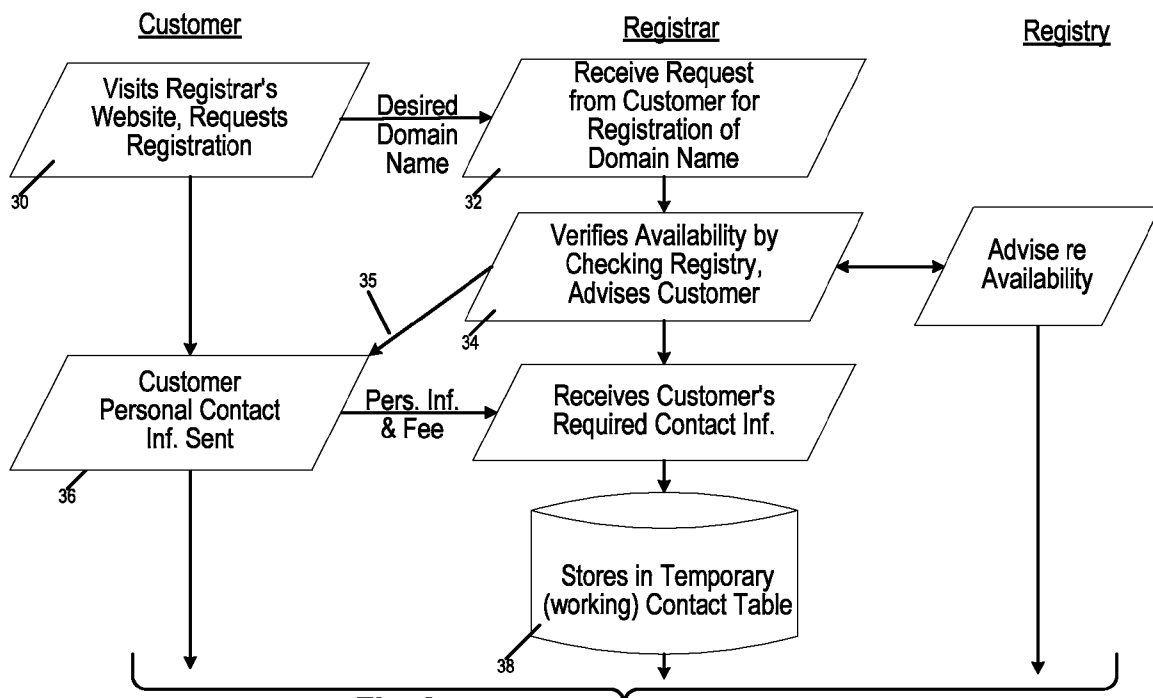 Customer
Registrar
Registry
Visits Registrar's
Website, Requests
Registration
30
Desired
Domain
Name
Receive Request
from Customer for
Registration of
Domain Name
32
Verifies Availability by
Checking Registry,
Advises Customer
34
Advise re
Availability
35
Customer
Personal Contact
Inf. Sent
36
Pers. Inf.
& Fee
Receives Customer's
Required Contact Inf.
Stores in Temporary
(working) Contact Table
38